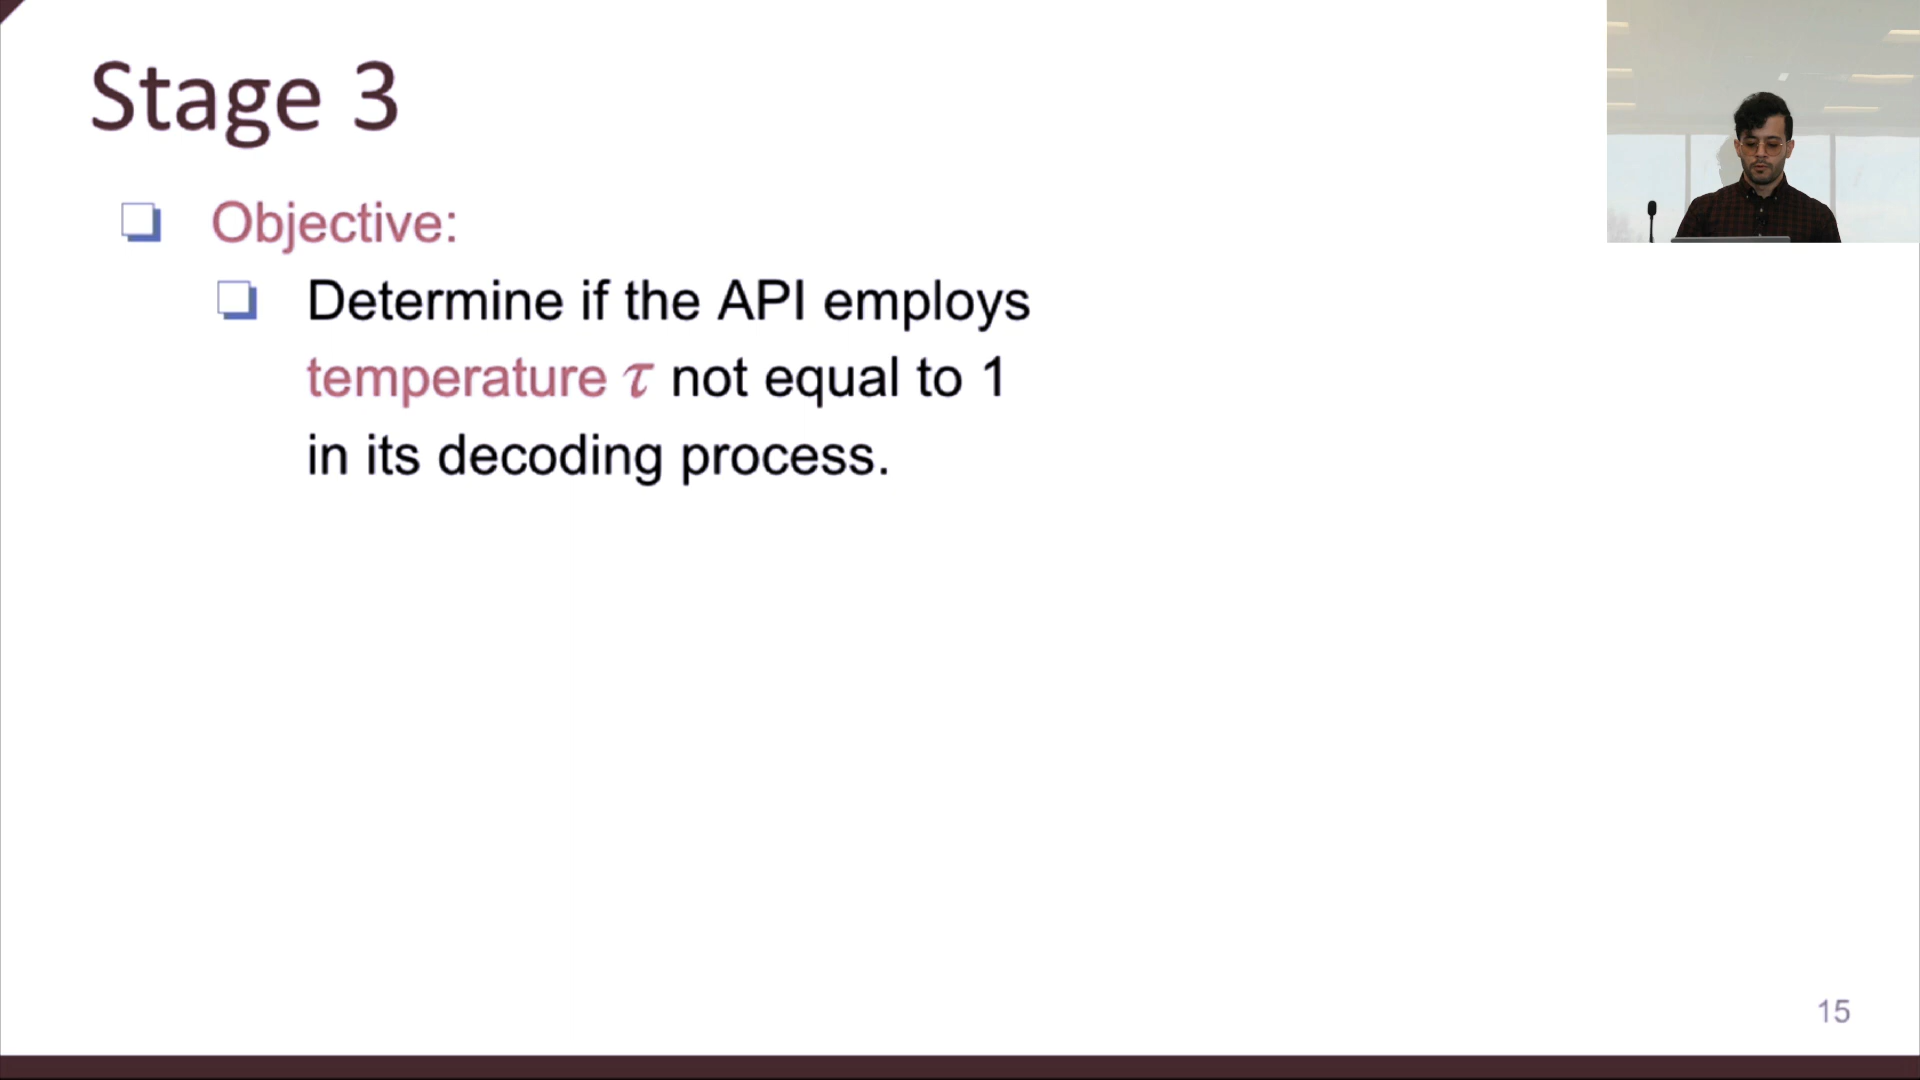 Stage 3
Objective:
Determine if the API employs
temperature τ not equal to 1
in its decoding process.
15